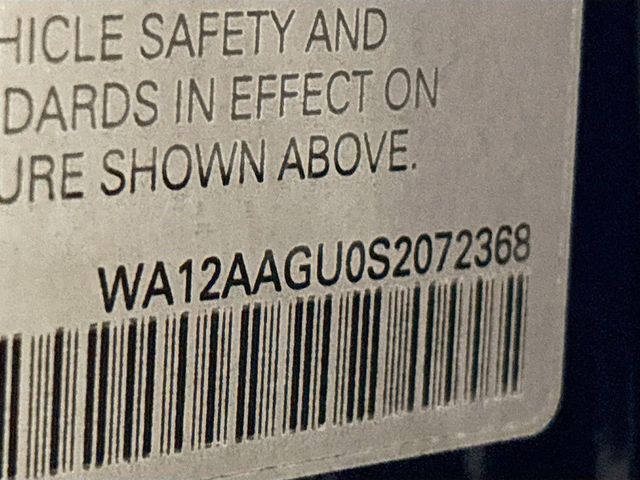 HICLE SAFETY AND
DARDS IN EFFECT ON
URE SHOWN ABOVE.
WA12AAGU0S2072368